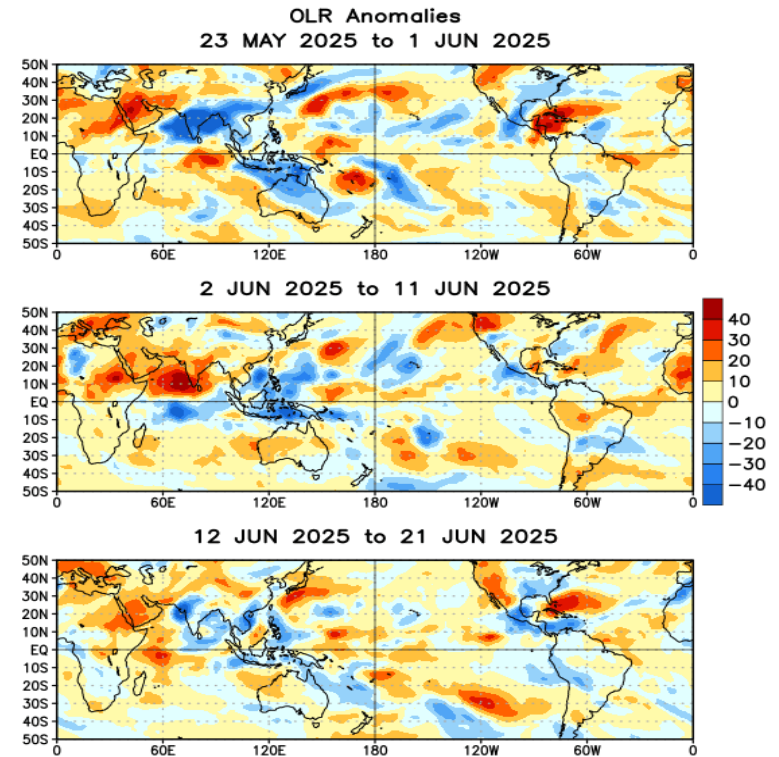 OLR Anomalies
23 MAY 2025 to 1 JUN 2025
50N
40N
30N
20N
10N
EQ
10S
20S
30S
40S
50S
0 60E 120E 180 120W 60W 0
2 JUN 2025 to 11 JUN 2025
50N
40N
30N
20N
10N
EQ
10S
20S
30S
40S
50S
0 60E 120E 180 120W 60W 0
40
30
20
10
0
-10
-20
-30
-40
12 JUN 2025 to 21 JUN 2025
50N
40N
30N
20N
10N
EQ
10S
20S
30S
40S
50S
0 60E 120E 180 120W 60W 0